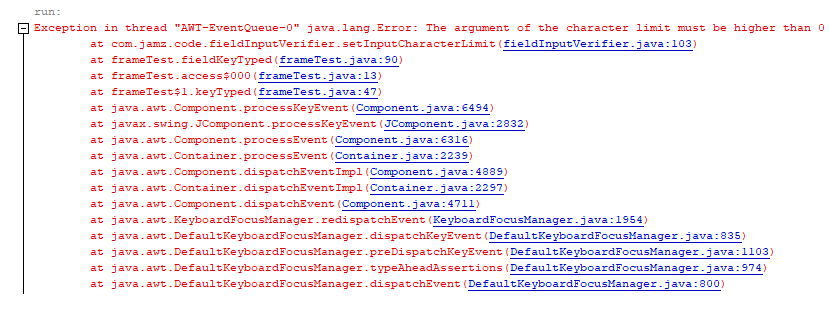 run:
Exception in thread "AWT-EventQueue-0" java.lang.Error: The argument of the character limit must be higher than 0
at com.jamz.code.fieldInputVerifier.setInputCharacterLimit(fieldInputVerifier.java:103)
at frameTest.fieldKeyTyped(frameTest.java:90)
at frameTest.access$000(frameTest.java:13)
at frameTest$1.keyTyped(frameTest.java:47)
at java.awt.Component.processKeyEvent(Component.java:6494)
at javax.swing.JComponent.processKeyEvent(JComponent.java:2832)
at java.awt.Component.processEvent(Component.java:6316)
at java.awt.Container.processEvent(Container.java:2239)
at java.awt.Component.dispatchEventImpl(Component.java:4889)
at java.awt.Container.dispatchEventImpl(Container.java:2297)
at java.awt.Component.dispatchEvent(Component.java:4711)
at java.awt.KeyboardFocusManager.redispatchEvent(KeyboardFocusManager.java:1954)
at java.awt.DefaultKeyboardFocusManager.dispatchKeyEvent(DefaultKeyboardFocusManager.java:835)
at java.awt.DefaultKeyboardFocusManager.preDispatchKeyEvent(DefaultKeyboardFocusManager.java:1103)
at java.awt.DefaultKeyboardFocusManager.typeAheadAssertions(DefaultKeyboardFocusManager.java:974)
at java.awt.DefaultKeyboardFocusManager.dispatchEvent(DefaultKeyboardFocusManager.java:800)